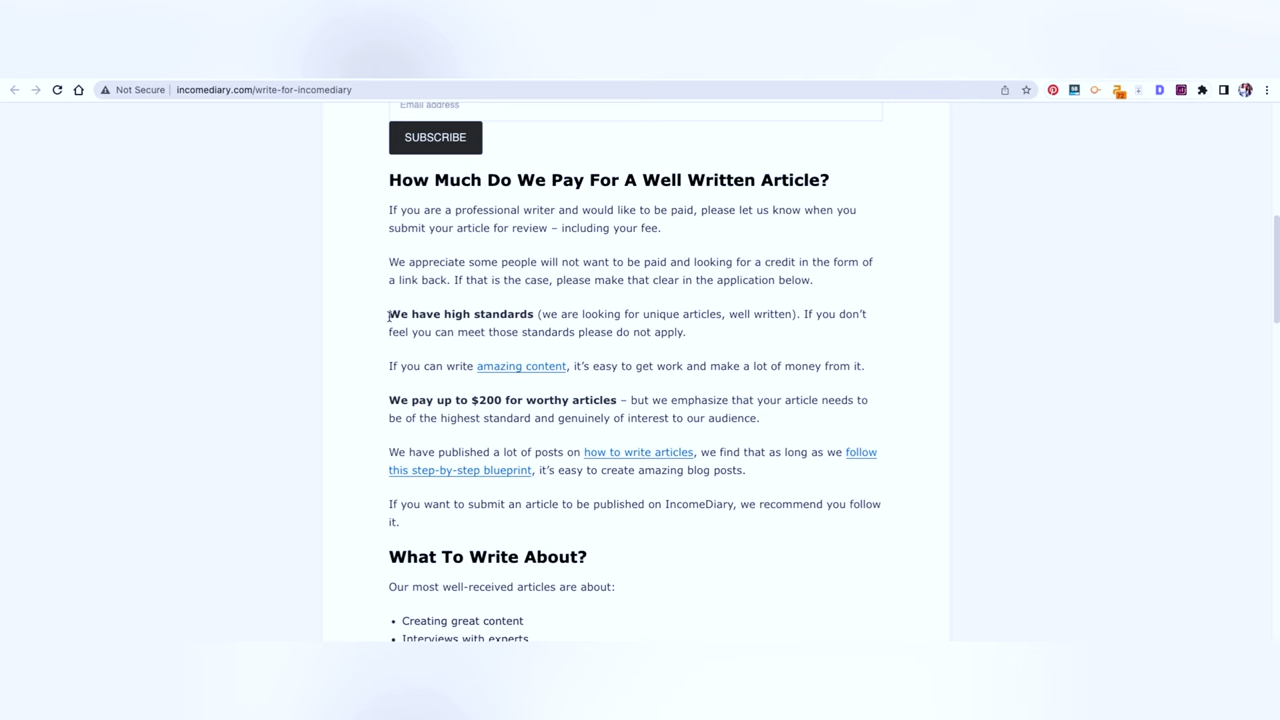 Not Secure
incomediary.com/write-for-incomediary
Email address
SUBSCRIBE
How Much Do We Pay For A Well Written Article?
If you are a professional writer and would like to be paid, please let us know when you
submit your article for review – including your fee.
We appreciate some people will not want to be paid and looking for a credit in the form of
a link back. If that is the case, please make that clear in the application below.
We have high standards (we are looking for unique articles, well written). If you don’t
feel you can meet those standards please do not apply.
If you can write amazing content, it’s easy to get work and make a lot of money from it.
We pay up to $200 for worthy articles – but we emphasize that your article needs to
be of the highest standard and genuinely of interest to our audience.
We have published a lot of posts on how to write articles, we find that as long as we follow
this step-by-step blueprint, it’s easy to create amazing blog posts.
If you want to submit an article to be published on IncomeDiary, we recommend you follow
it.
What To Write About?
Our most well-received articles are about:
• Creating great content
• Interviews with experts